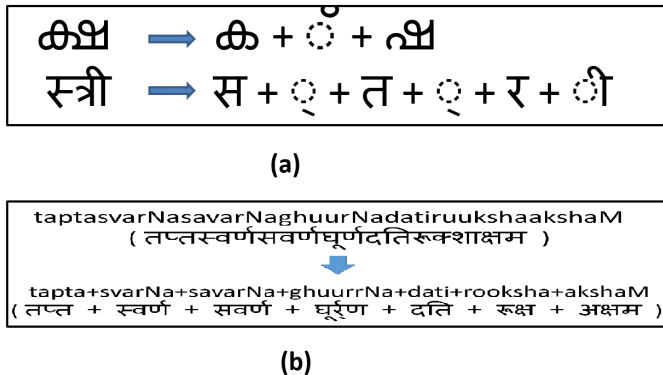 ക്ഷ → ക + ് + ഷ
स्त्री → स + ् + त + ् + र + ी
(a)
taptasvarNasavarNaghuurNadatiruukshaakshaM
( तप्तस्वर्णसवर्णघूर्णदतिरूक्शाक्षम )
tapta+svarNa+savarNa+ghuurrNa+dati+rooksha+akshaM
( तप्त + स्वर्ण + सवर्ण + घूर्र्ण + दति + रूक्ष + अक्षम )
(b)